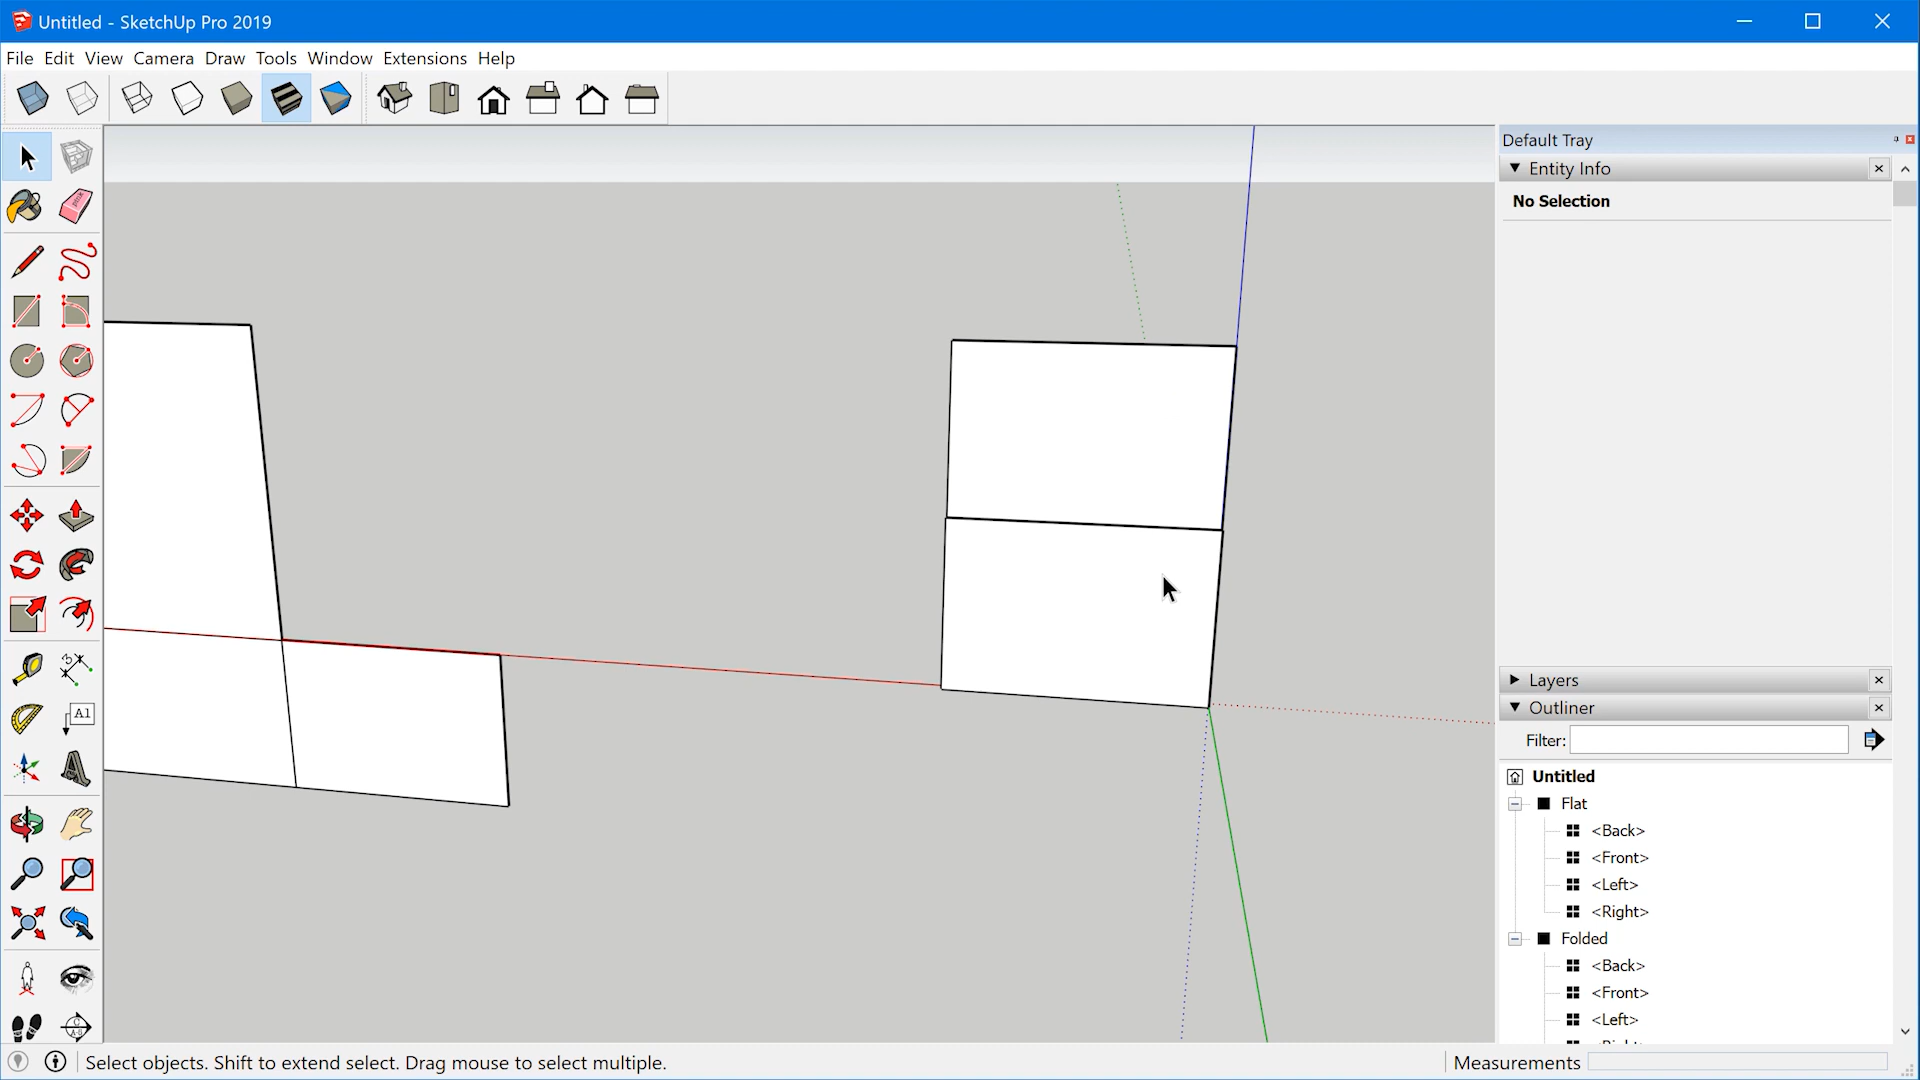 Untitled - SketchUp Pro 2019
File Edit View Camera Draw Tools Window Extensions Help
Default Tray
Entity Info
No Selection
Layers
Outliner
Filter:
Untitled
Flat
<Back>
<Front>
<Left>
<Right>
Folded
<Back>
<Front>
<Left>
A1
Select objects. Shift to extend select. Drag mouse to select multiple.
Measurements